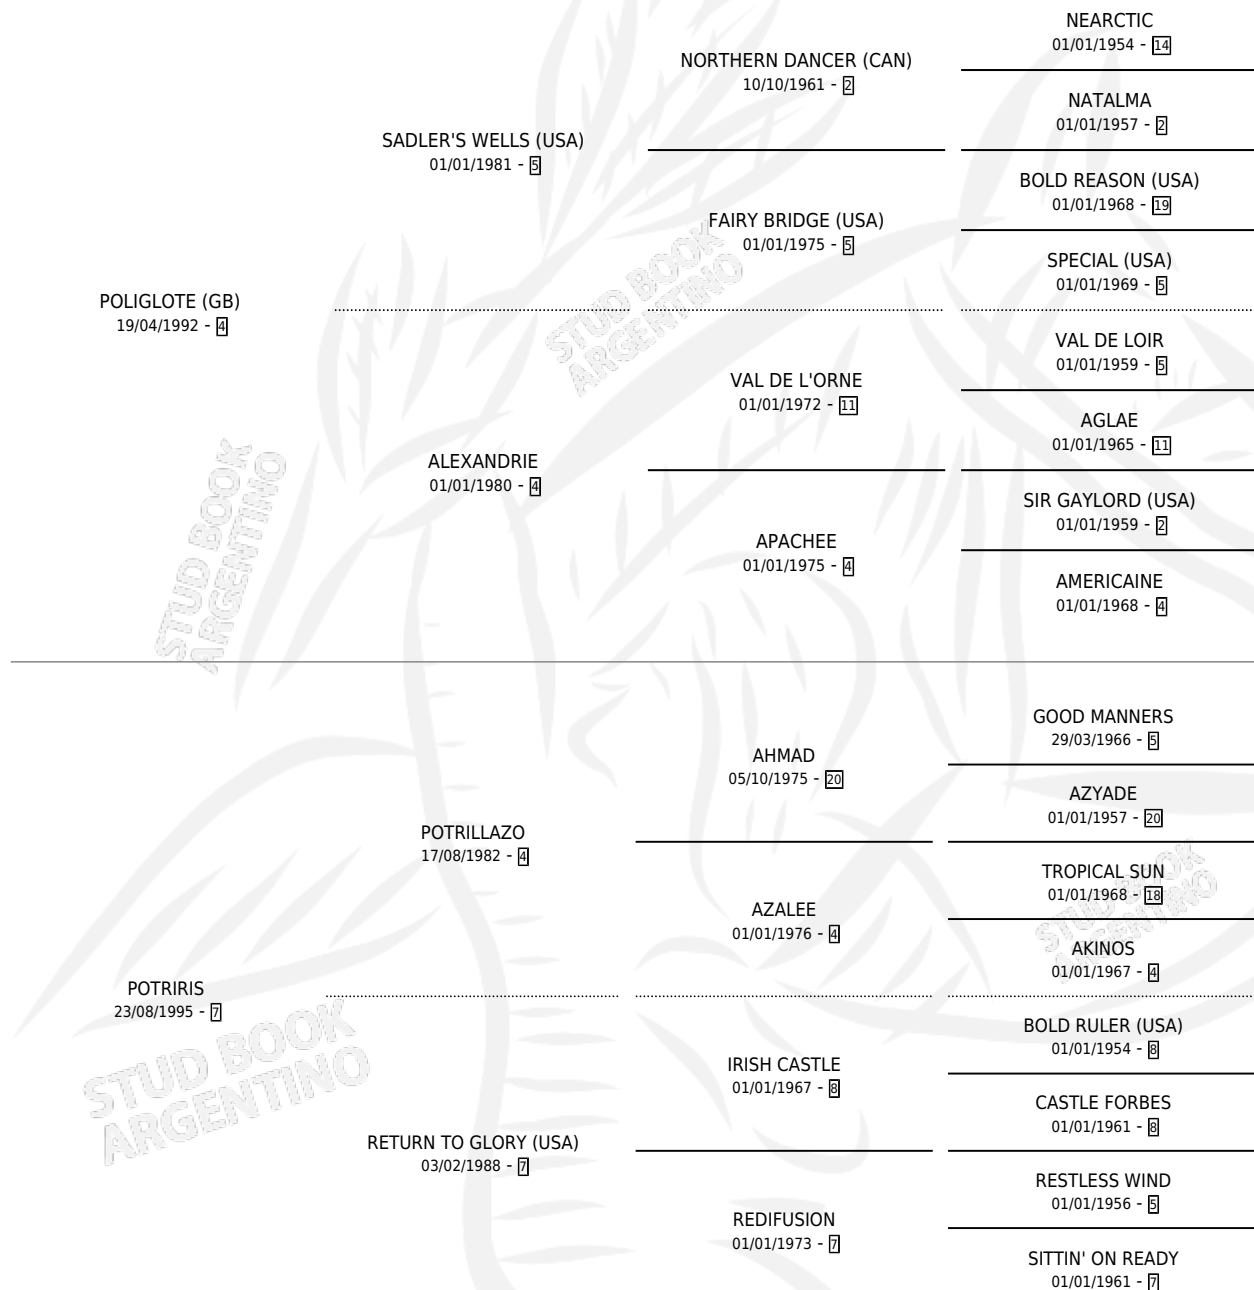 NEARCTIC
01/01/1954 - 14
NORTHERN DANCER (CAN)
10/10/1961 - 2
NATALMA
01/01/1957 - 2
SADLER'S WELLS (USA)
01/01/1981 - 5
BOLD REASON (USA)
01/01/1968 - 19
FAIRY BRIDGE (USA)
01/01/1975 - 5
SPECIAL (USA)
01/01/1969 - 5
POLIGLOTE (GB)
19/04/1992 - 4
VAL DE LOIR
01/01/1959 - 5
VAL DE L'ORNE
01/01/1972 - 11
AGLAE
01/01/1965 - 11
ALEXANDRIE
01/01/1980 - 4
SIR GAYLORD (USA)
01/01/1959 - 2
APACHEE
01/01/1975 - 4
AMERICAINE
01/01/1968 - 4
GOOD MANNERS
29/03/1966 - 5
AHMAD
05/10/1975 - 20
AZYADE
01/01/1957 - 20
POTRILLAZO
17/08/1982 - 4
TROPICAL SUN
01/01/1968 - 18
AZALEE
01/01/1976 - 4
AKINOS
01/01/1967 - 4
POTRIRIS
23/08/1995 - 7
BOLD RULER (USA)
01/01/1954 - 8
IRISH CASTLE
01/01/1967 - 8
CASTLE FORBES
01/01/1961 - 8
RETURN TO GLORY (USA)
03/02/1988 - 7
RESTLESS WIND
01/01/1956 - 5
REDIFUSION
01/01/1973 - 7
SITTIN' ON READY
01/01/1961 - 7
STUD BOOK
ARGENTINO
STUD BOOK
ARGENTINO
STUD BOOK
ARGENTINO
STUD BOOK
ARGENTINO